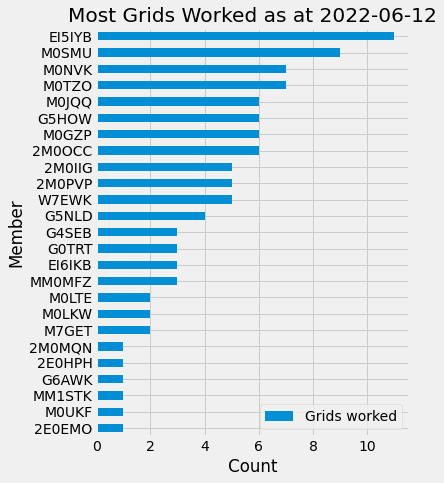 Most Grids Worked as at 2022-06-12
EI5IYB
M0SMU
M0NVK
M0TZO
M0JQQ
G5HOW
M0GZP
2M0OCC
2M0IIG
2M0PVP
W7EWK
G5NLD
G4SEB
G0TRT
EI6IKB
MM0MFZ
M0LTE
M0LKW
M7GET
2M0MQN
2E0HPH
G6AWK
MM1STK
M0UKF
2E0EMO
Member
Grids worked
0 2 4 6 8 10
Count